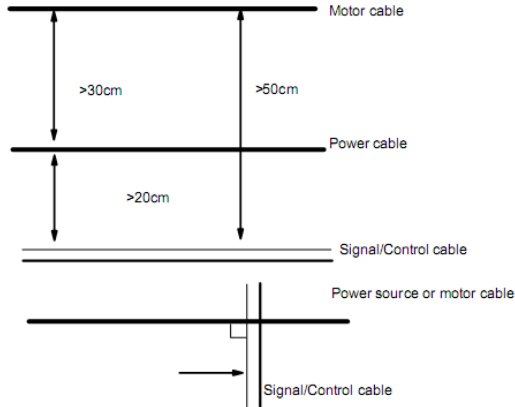 Motor cable
>30cm
>50cm
Power cable
>20cm
Signal/Control cable
Power source or motor cable
Signal/Control cable